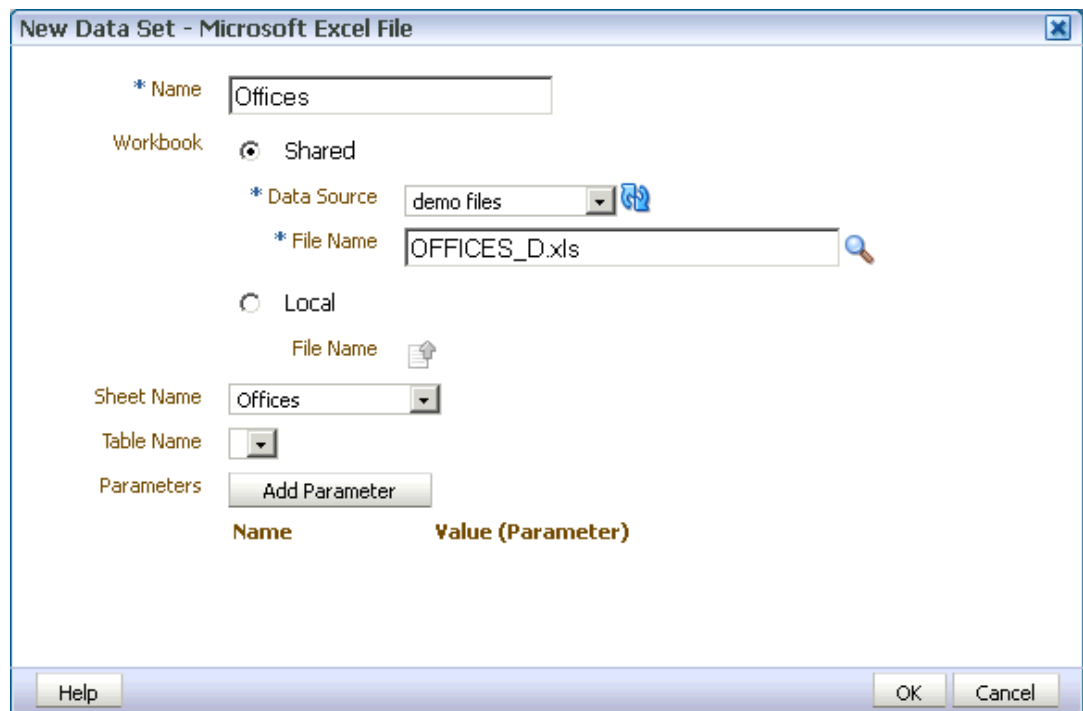 New Data Set - Microsoft Excel File
* Name Offices
Workbook Shared
* Data Source demo files
* File Name OFFICES_D.xls
Local
File Name
Sheet Name Offices
Table Name
Parameters Add Parameter
Name Value (Parameter)
Help OK Cancel